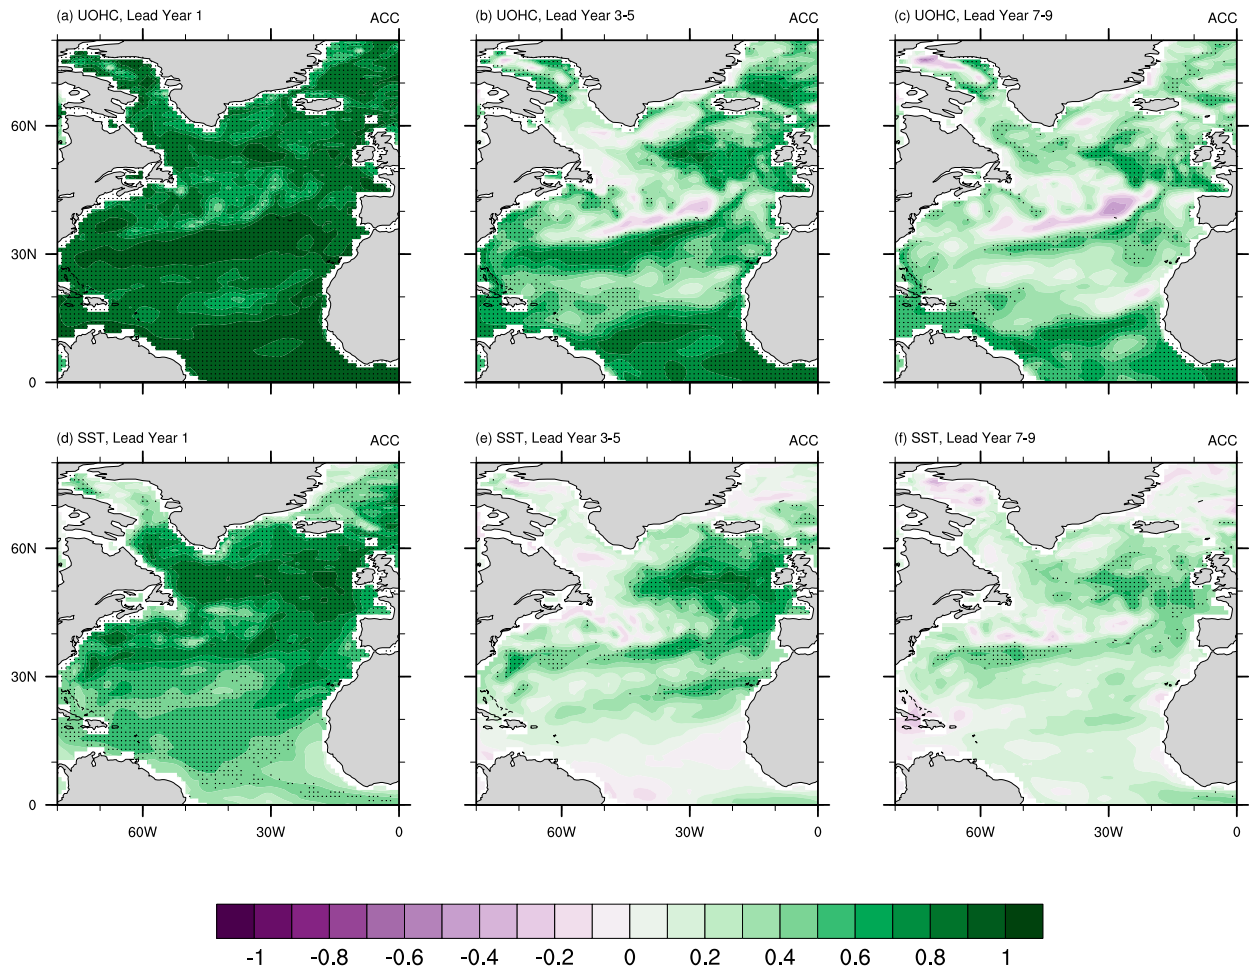 (a) UOHC, Lead Year 1 ACC
(b) UOHC, Lead Year 3-5 ACC
(c) UOHC, Lead Year 7-9 ACC
60N
30N
0
(d) SST, Lead Year 1 ACC
(e) SST, Lead Year 3-5 ACC
(f) SST, Lead Year 7-9 ACC
60N
30N
0
60W 30W 0
60W 30W 0
60W 30W 0
-1 -0.8 -0.6 -0.4 -0.2 0 0.2 0.4 0.6 0.8 1